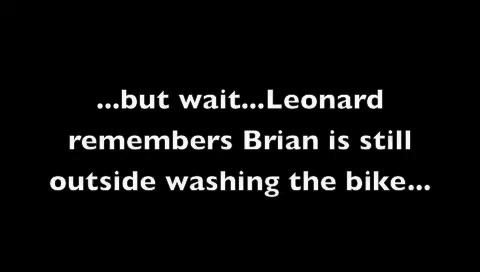 ...but wait...Leonard
remembers Brian is still
outside washing the bike...